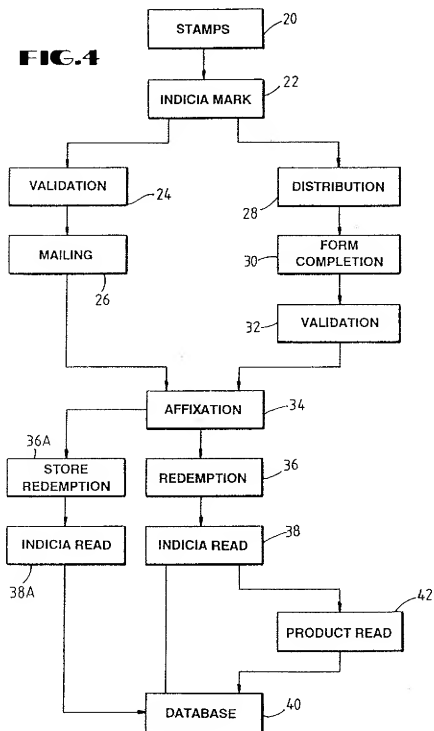 FIG.4
STAMPS
20
INDICIA MARK
22
VALIDATION
24
DISTRIBUTION
28
MAILING
26
FORM
COMPLETION
30
VALIDATION
32
AFFIXATION
34
36A
STORE
REDEMPTION
REDEMPTION
36
INDICIA READ
38A
INDICIA READ
38
PRODUCT READ
42
DATABASE
40